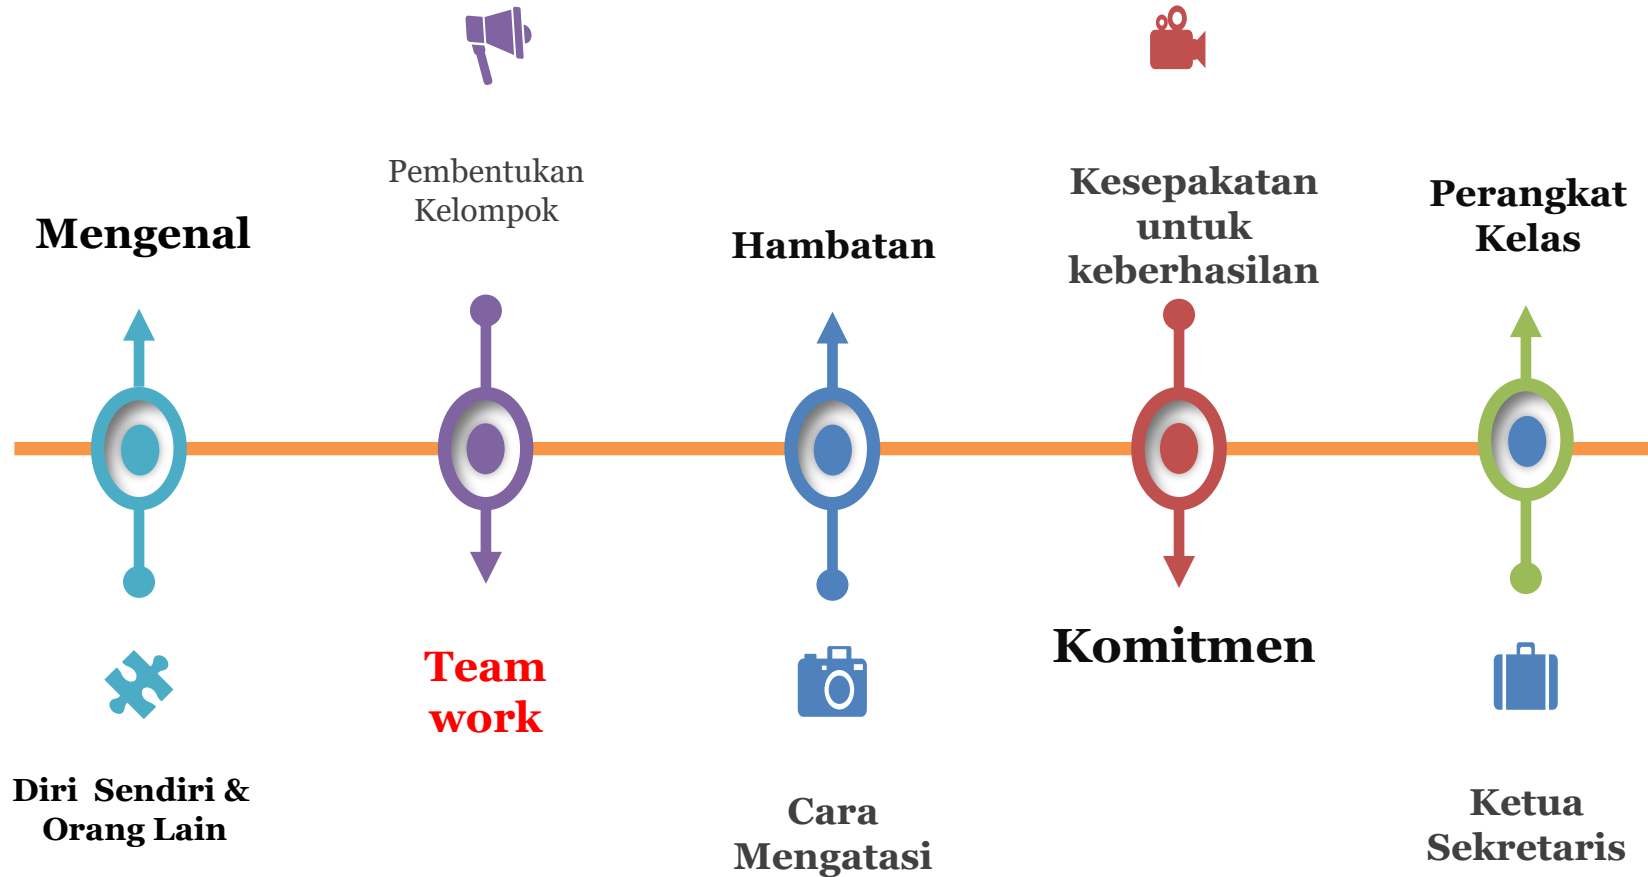 Mengenal
Diri Sendiri &
Orang Lain
Pembentukan
Kelompok
Team
work
Hambatan
Cara
Mengatasi
Kesepakatan
untuk
keberhasilan
Komitmen
Perangkat
Kelas
Ketua
Sekretaris